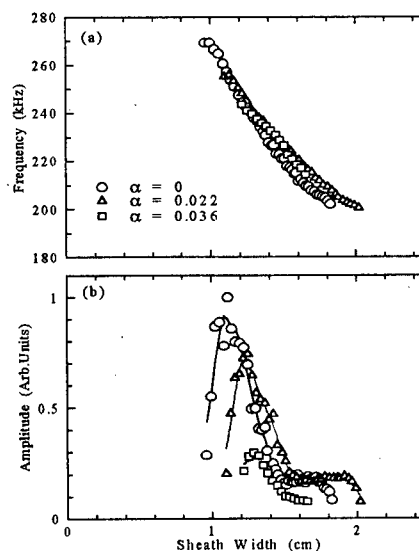 (a)
280
260
240
220
200
180
Frequency (kHz)
α = 0
α = 0.022
α = 0.036
(b)
1
0.5
0
Amplitude (Arb.Units)
0 1 2
Sheath Width (cm)